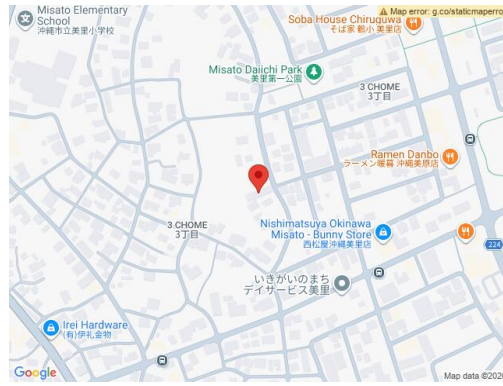 Misato Elementary
School
沖縄市立美里小学校
Map error: g.co/staticmaperro
Soba House Chiruguwa
そば家 鶴小 美里店
Misato Daiichi Park
美里第一公園
3 CHOME
3丁目
Ramen Danbo
ラーメン暖暮 沖縄美原店
3 CHOME
3丁目
Nishimatsuya Okinawa
Misato - Bunny Store
西松屋沖縄美里店
224
いきがいのまち
デイサービス美里
Irei Hardware
(有)伊礼金物
Google
Map data ©202